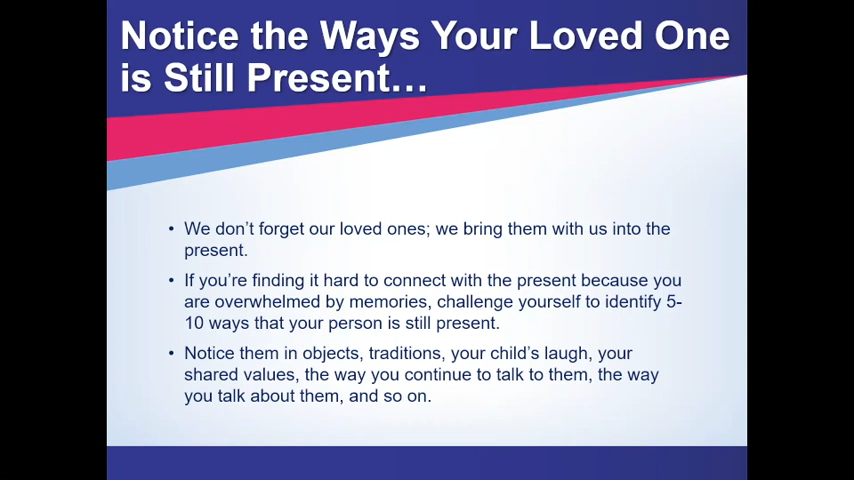 Notice the Ways Your Loved One
is Still Present…
• We don’t forget our loved ones; we bring them with us into the
present.
• If you’re finding it hard to connect with the present because you
are overwhelmed by memories, challenge yourself to identify 5-
10 ways that your person is still present.
• Notice them in objects, traditions, your child’s laugh, your
shared values, the way you continue to talk to them, the way
you talk about them, and so on.